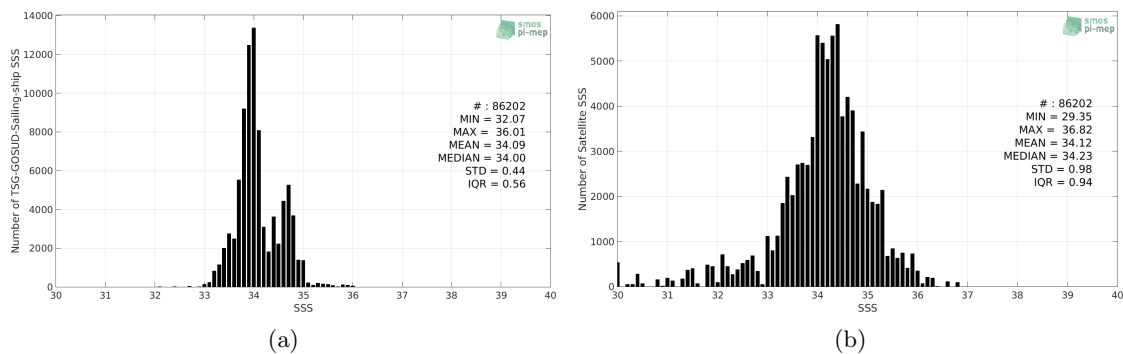 14000
12000
10000
8000
6000
4000
2000
0
Number of TSG-GOSUD-Sailing-ship SSS
smos
pi-mep
# : 86202
MIN = 32.07
MAX = 36.01
MEAN = 34.09
MEDIAN = 34.00
STD = 0.44
IQR = 0.56
30 31 32 33 34 35 36 37 38 39 40
SSS
(a)
6000
5000
4000
3000
2000
1000
0
Number of Satellite SSS
smos
pi-mep
# : 86202
MIN = 29.35
MAX = 36.82
MEAN = 34.12
MEDIAN = 34.23
STD = 0.98
IQR = 0.94
30 31 32 33 34 35 36 37 38 39 40
SSS
(b)